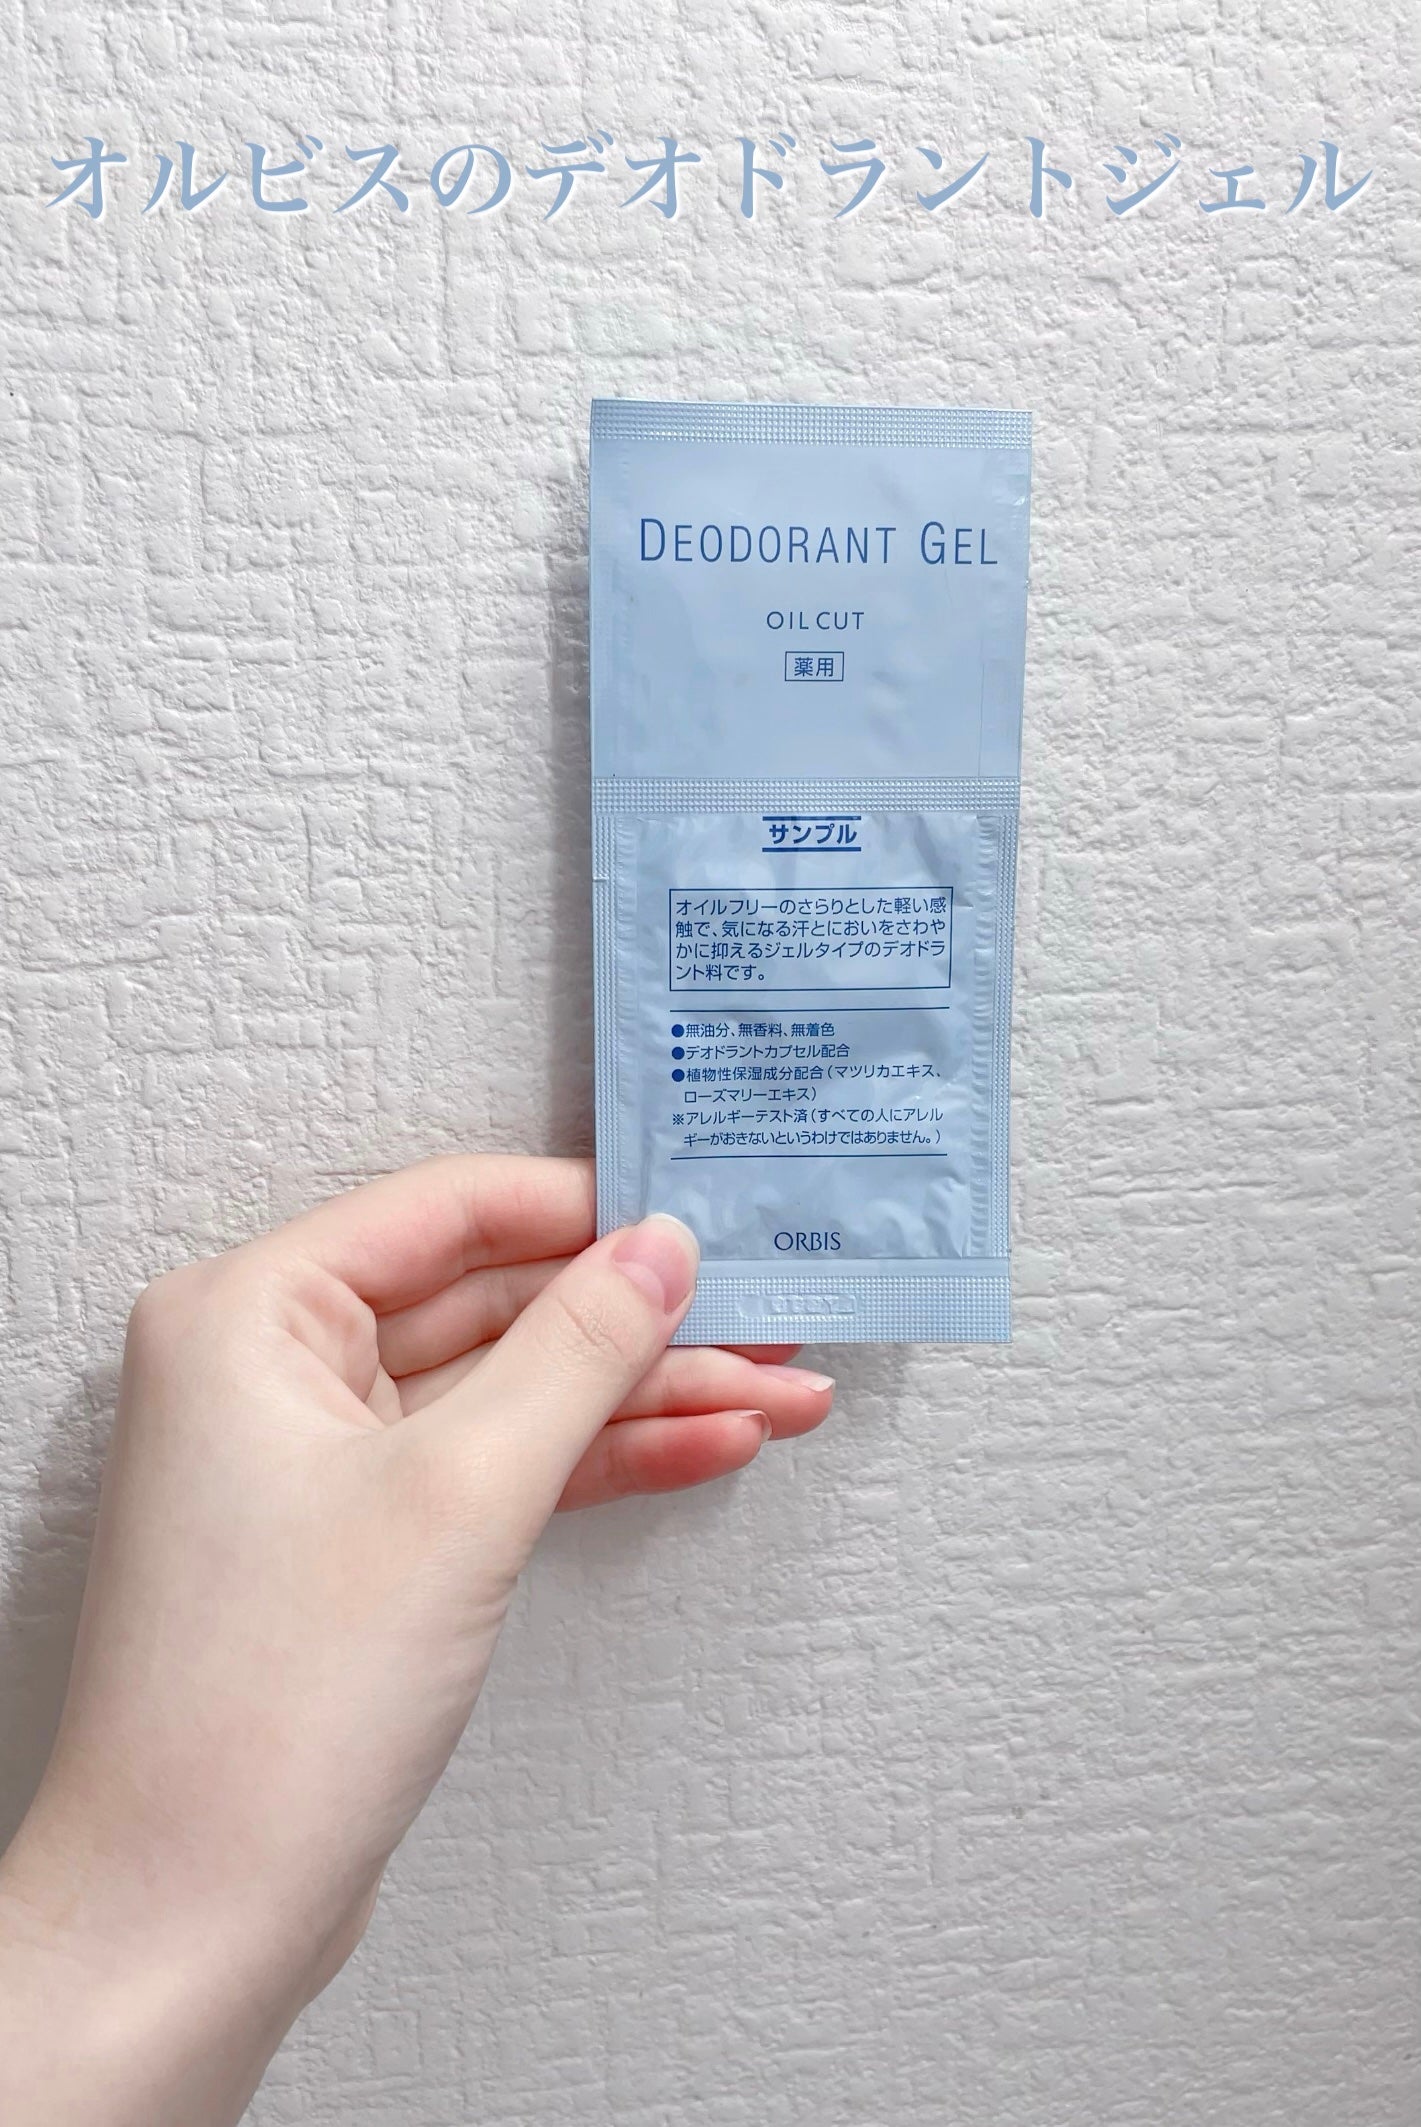 オルビスのデオドラントジェル
DEODORANT GEL
OIL CUT
薬用
サンプル
オイルフリーのさらりとした軽い感
触で、気になる汗とにおいをさわや
かに抑えるジェルタイプのデオドラ
ント料です。
●無油分、無香料、無着色
●デオドラントカプセル配合
●植物性保湿成分配合(マツリカエキス、
ローズマリーエキス)
※アレルギーテスト済(すべての人にアレル
ギーがおきないというわけではありません。)
ORBIS